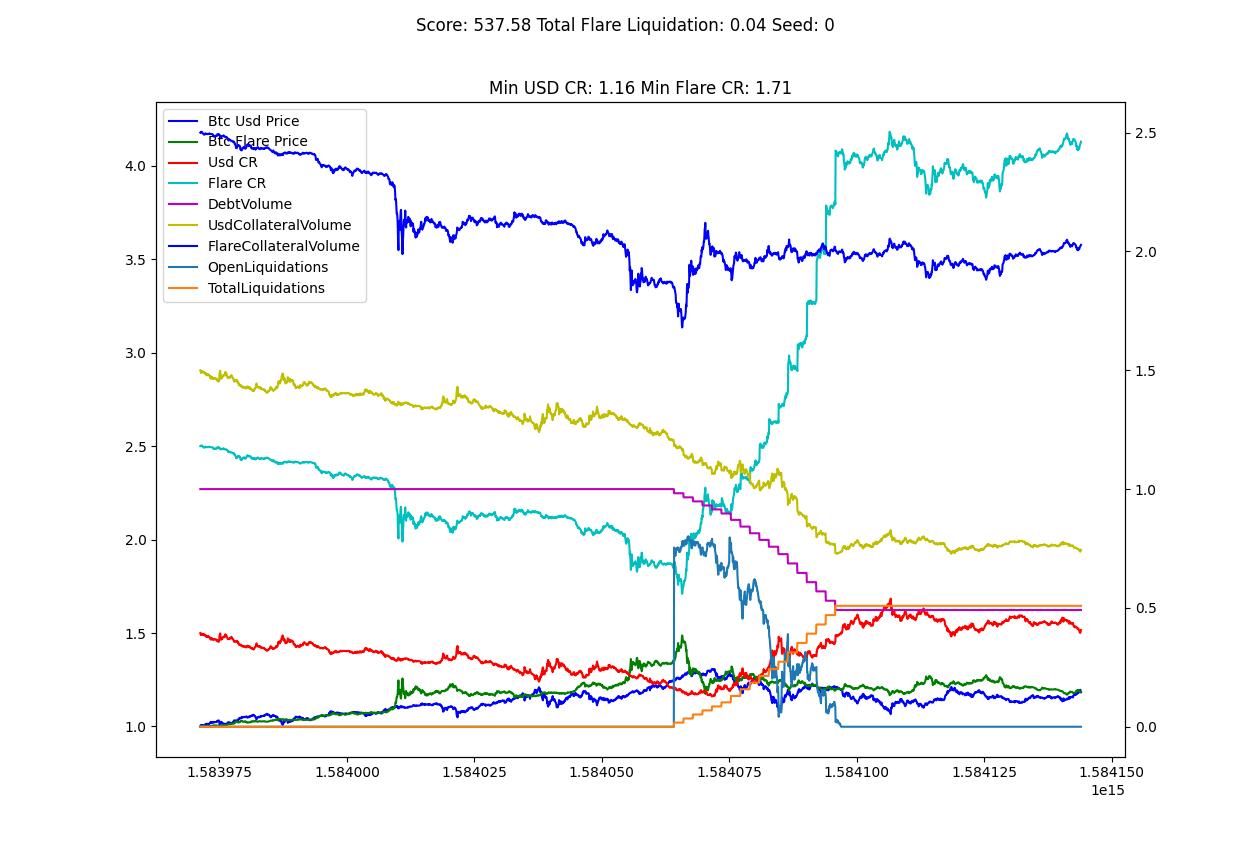 Score: 537.58 Total Flare Liquidation: 0.04 Seed: 0
Min USD CR: 1.16 Min Flare CR: 1.71
Btc Usd Price
Btc Flare Price
Usd CR
Flare CR
DebtVolume
UsdCollateralVolume
FlareCollateralVolume
OpenLiquidations
TotalLiquidations
4.0
3.5
3.0
2.5
2.0
1.5
1.0
2.5
2.0
1.5
1.0
0.5
0.0
1.583975 1.584000 1.584025 1.584050 1.584075 1.584100 1.584125 1.584150
1e15